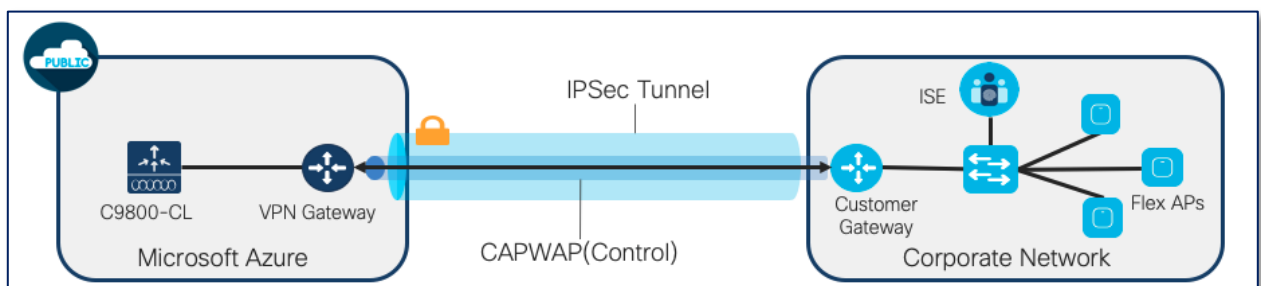 PUBLIC
IPSec Tunnel
ISE
C9800-CL
VPN Gateway
Customer
Gateway
Flex APs
Microsoft Azure
CAPWAP(Control)
Corporate Network